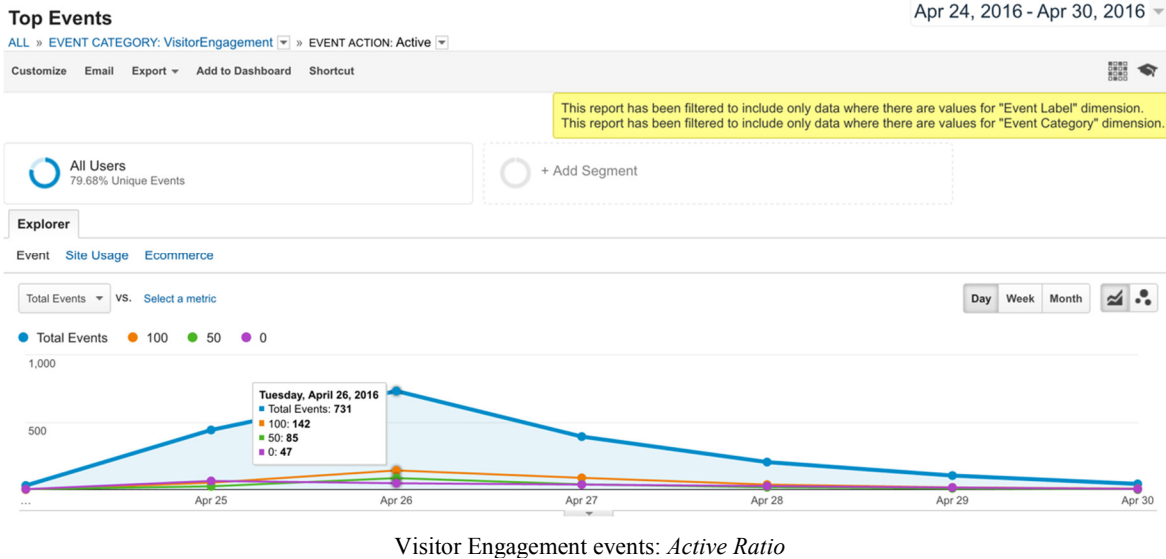 Top Events
Apr 24, 2016 - Apr 30, 2016
ALL » EVENT CATEGORY: VisitorEngagement » EVENT ACTION: Active
Customize Email Export Add to Dashboard Shortcut
This report has been filtered to include only data where there are values for "Event Label" dimension.
This report has been filtered to include only data where there are values for "Event Category" dimension.
All Users
79.68% Unique Events
+ Add Segment
Explorer
Event Site Usage Ecommerce
Total Events VS. Select a metric
Day Week Month
Total Events 100 50 0
1,000
500
Tuesday, April 26, 2016
Total Events: 731
100: 142
50: 85
0: 47
... Apr 25 Apr 26 Apr 27 Apr 28 Apr 29 Apr 30
Visitor Engagement events: Active Ratio